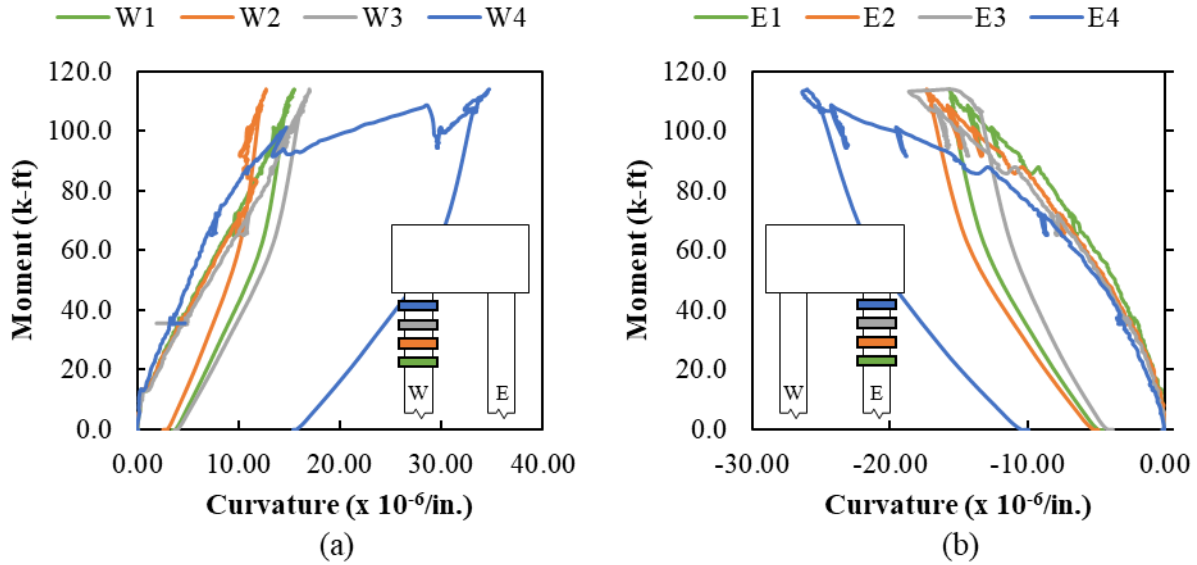 W1 W2 W3 W4
120.0
100.0
80.0
60.0
40.0
20.0
0.0
Moment (k-ft)
W E
0.00 10.00 20.00 30.00 40.00
Curvature (x 10⁻⁶/in.)
(a)
E1 E2 E3 E4
120.0
100.0
80.0
60.0
40.0
20.0
0.0
Moment (k-ft)
W E
-30.00 -20.00 -10.00 0.00
Curvature (x 10⁻⁶/in.)
(b)